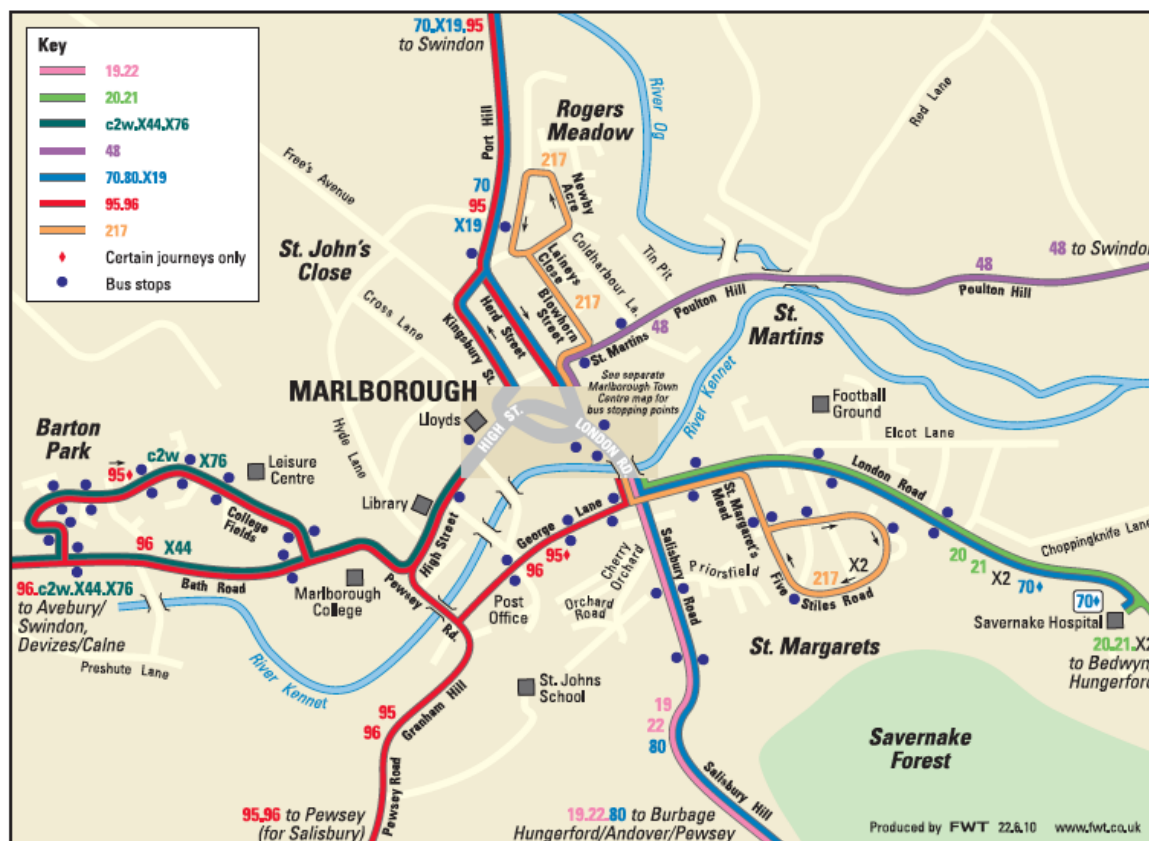 Key
19.22
20.21
c2w.X44.X76
48
70.80.X19
95.96
217
Certain journeys only
Bus stops
70.X19.95
to Swindon
Port Hill
River Og
Red Lane
Rogers
Meadow
217
Newby
Acre
Free's Avenue
70
95
X19
St. John's
Close
Laineys
Close
Coldharbour La.
Tin Pit
48 to Swindon
48
Poulton Hill
Poulton Hill
217
Blowhorn
Street
Cross Lane
Herd Street
Kingsbury St.
48
St. Martins
St.
Martins
See separate
Marlborough Town
Centre map for
bus stopping points
River Kennet
MARLBOROUGH
Lloyds
HIGH ST.
LONDON RD.
Football
Ground
Elcot Lane
Barton
Park
Hyde Lane
c2w
X76
95
Leisure
Centre
Library
College
Fields
High Street
London Road
St. Margaret's
Mead
Choppingknife Lane
George Lane
95
96
96
X44
Bath Road
Pewsey
Rd.
Cherry
Orchard
Salisbury Road
Priorsfield
X2
217
Five
Stiles Road
20
21
X2
70
70
Savernake Hospital
Marlborough
College
Post
Office
Orchard
Road
96.c2w.X44.X76
to Avebury/
Swindon,
Devizes/Calne
Preshute Lane
River Kennet
St. Margarets
20.21.X2
to Bedwyn,
Hungerford
St. Johns
School
95
96
Granham Hill
19
22
80
Salisbury Hill
Savernake
Forest
Pewsey Road
95.96 to Pewsey
(for Salisbury)
19.22.80 to Burbage
Hungerford/Andover/Pewsey
Produced by FWT 22.6.10 www.fwt.co.uk